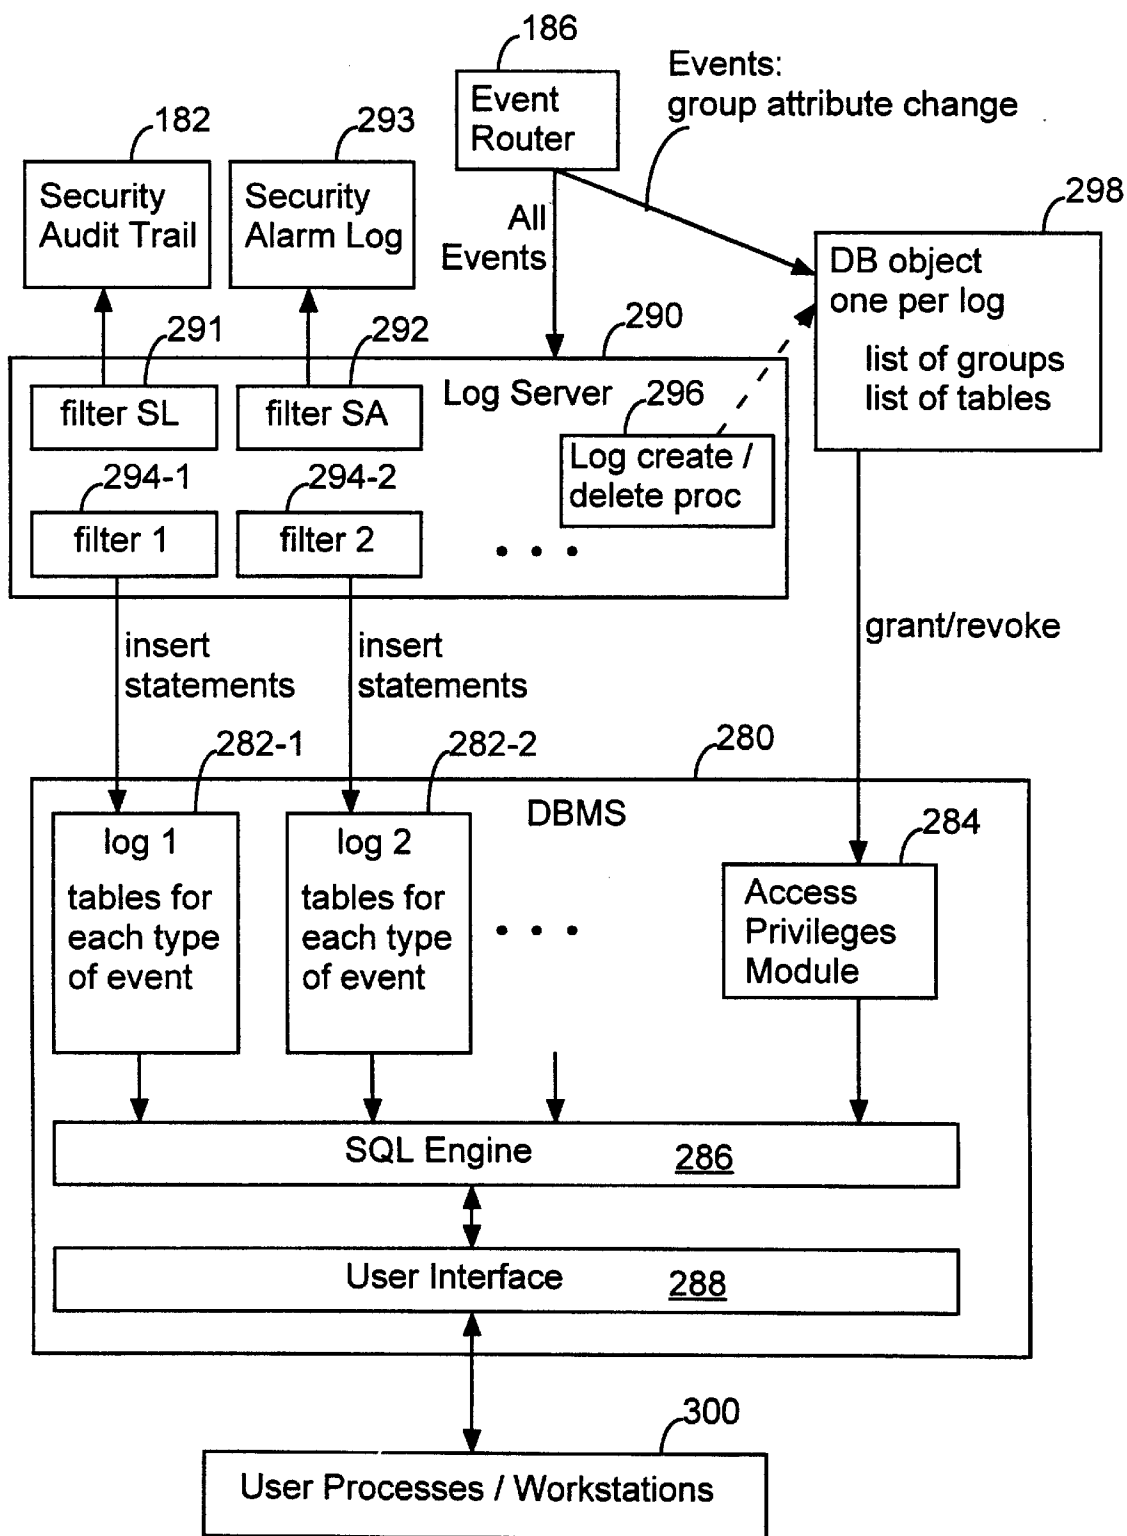 186
Event
Router
Events:
group attribute change
182
Security
Audit Trail
293
Security
Alarm Log
All
Events
298
DB object
one per log
list of groups
list of tables
291
292
290
Log Server
filter SL
filter SA
296
Log create /
delete proc
294-1
294-2
filter 1
filter 2
. . .
insert
statements
insert
statements
grant/revoke
282-1
282-2
280
DBMS
log 1
tables for
each type
of event
log 2
tables for
each type
of event
. . .
284
Access
Privileges
Module
SQL Engine 286
User Interface 288
300
User Processes / Workstations